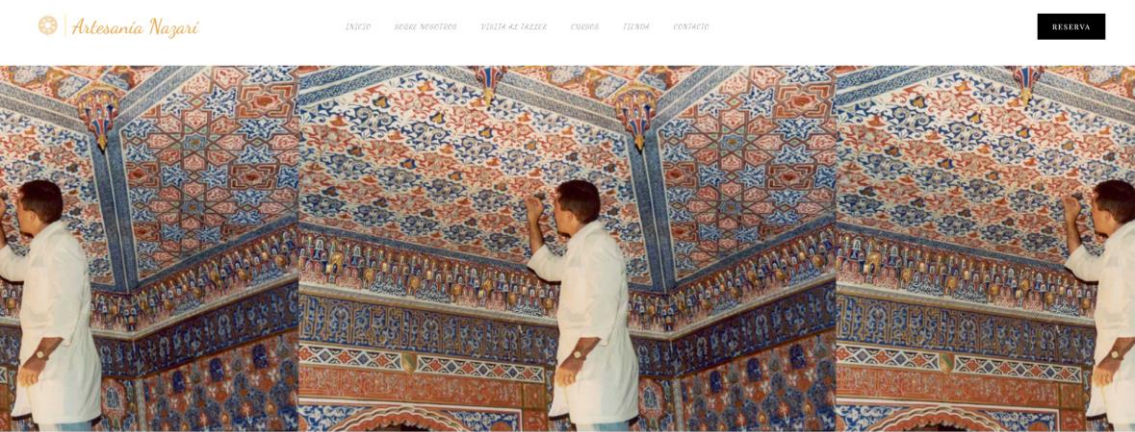 Artesanía Nazarí
INICIO SOBRE NOSOTROS VISITA AL TALLER CURSOS TIENDA CONTACTO
RESERVA